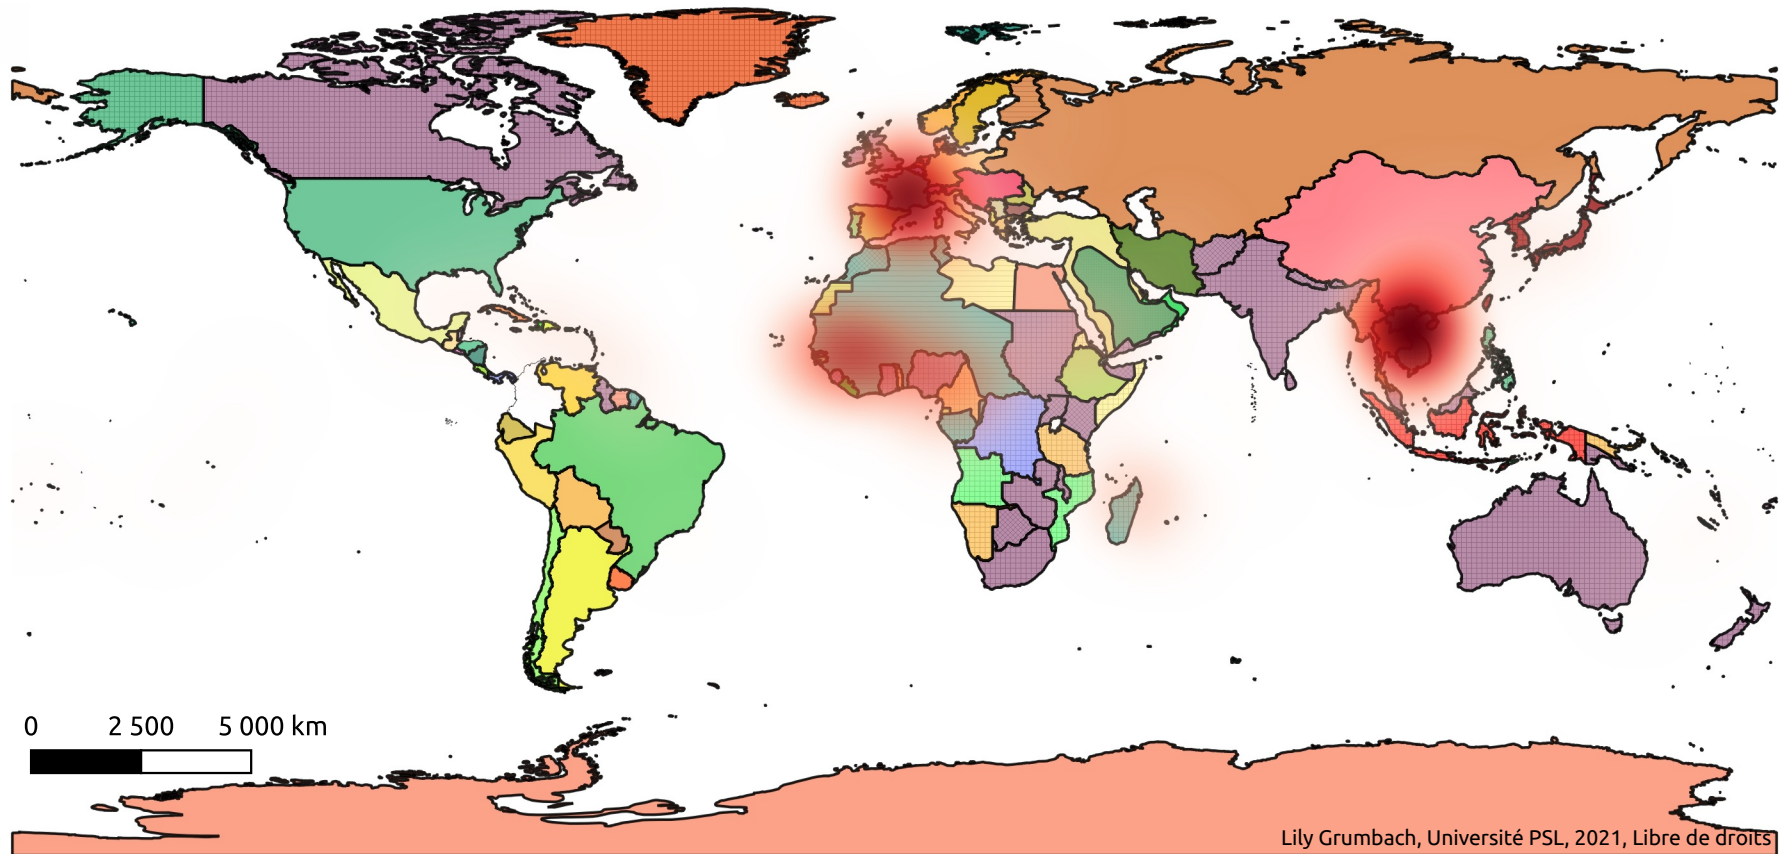 0 2 500 5 000 km
Lily Grumbach, Université PSL, 2021, Libre de droits